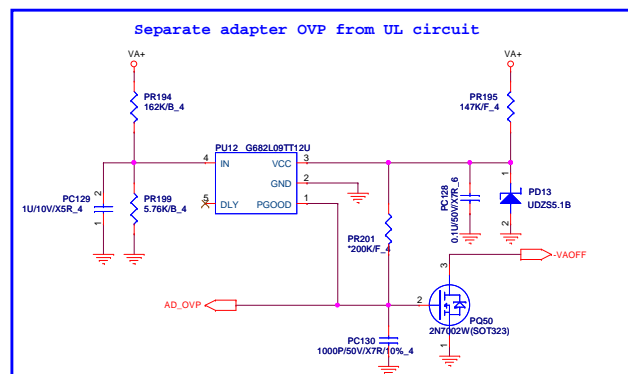 Separate adapter OVP from UL circuit
VA+
VA+
PR194
162K/B_4
PR195
147K/F_4
PU12 G682L09TT12U
4 IN VCC 3
GND 2
5 DLY PGOOD 1
PC129
1U/10V/X5R_4
2
1
PR199
5.76K/B_4
PR201
*200K/F_4
PC128
0.1U/50V/X7R_6
1
PD13
UDZS5.1B
2
3
-VAOFF
AD_OVP
2
PQ50
2N7002W(SOT323)
1
PC130
1000P/50V/X7R/10%_4